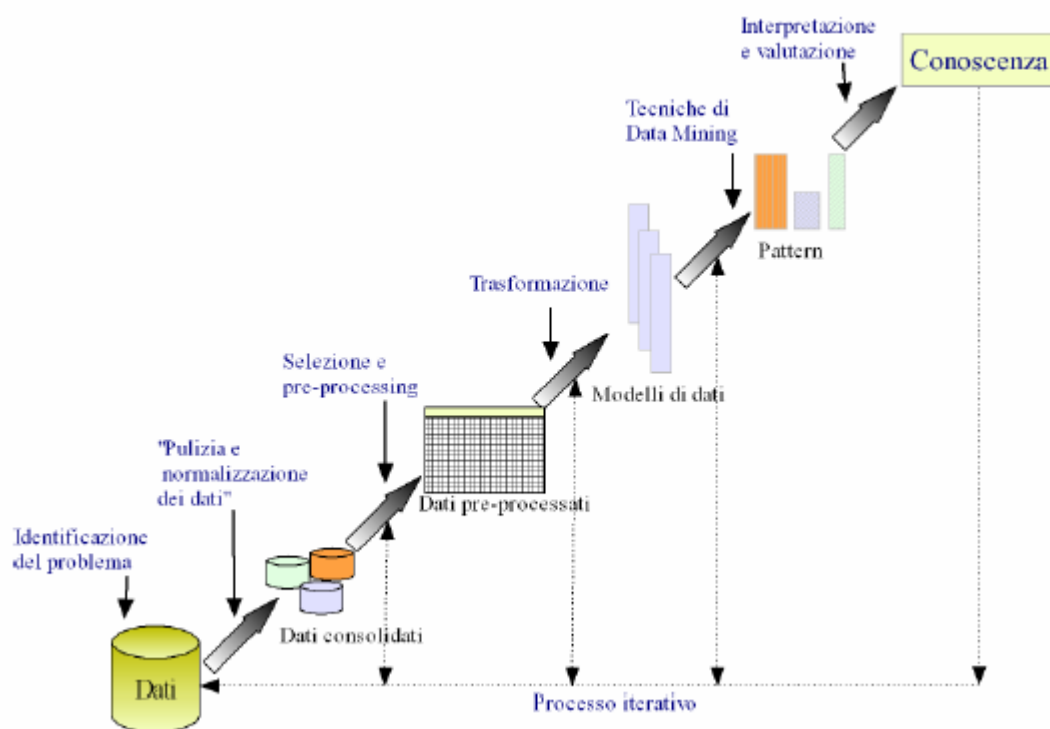 Interpretazione
e valutazione
Conoscenza
Tecniche di
Data Mining
Pattern
Trasformazione
Modelli di dati
Selezione e
pre-processing
Dati pre-processati
"Pulizia e
normalizzazione
dei dati"
Dati consolidati
Identificazione
del problema
Dati
Processo iterativo